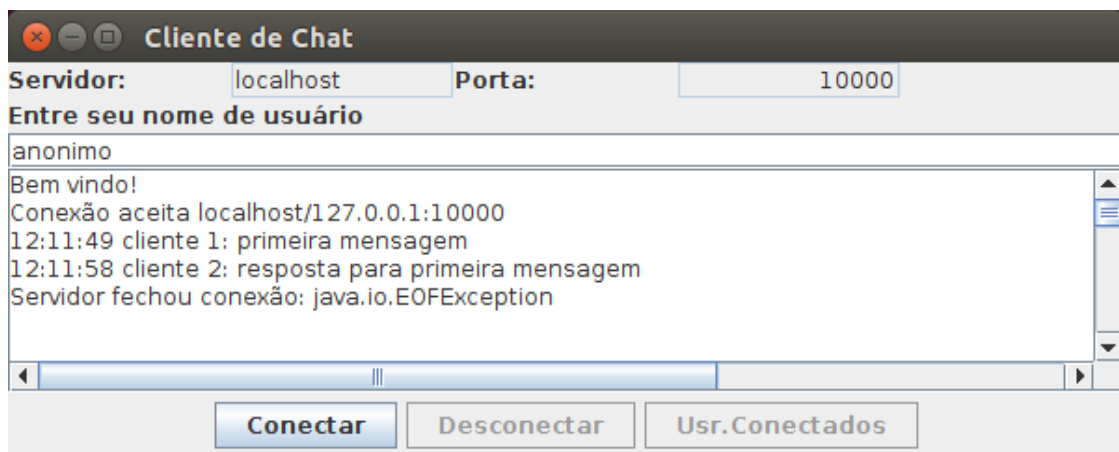 Cliente de Chat
Servidor: localhost Porta: 10000
Entre seu nome de usuário
anonimo
Bem vindo!
Conexão aceita localhost/127.0.0.1:10000
12:11:49 cliente 1: primeira mensagem
12:11:58 cliente 2: resposta para primeira mensagem
Servidor fechou conexão: java.io.EOFException
Conectar Desconectar Usr.Conectados